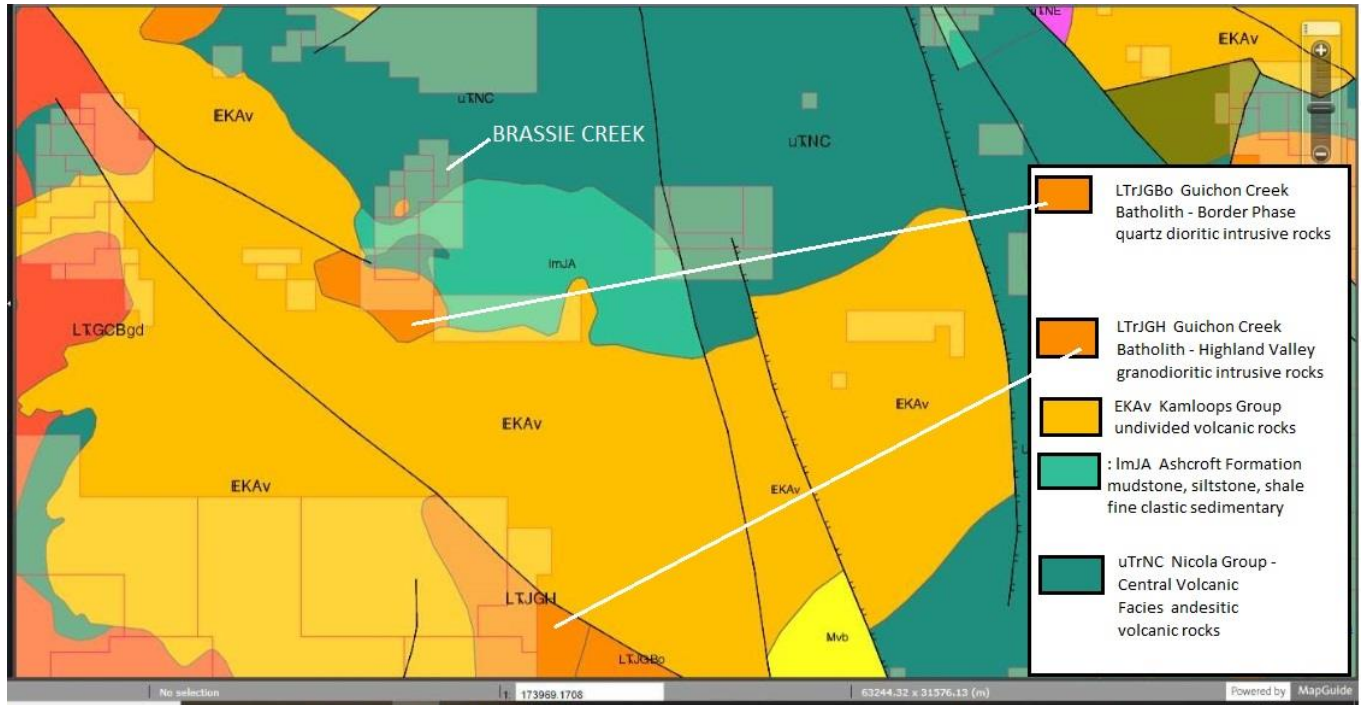 uTNE
EKAv
EKAv
uTNC
BRASSIE CREEK
uTNC
lmJA
LTGCBgd
EKAv
EKAv
EKAv
EKAv
LTJGH
LTJGBo
Mvb
LTrJGBo Guichon Creek
Batholith - Border Phase
quartz dioritic intrusive rocks
LTrJGH Guichon Creek
Batholith - Highland Valley
granodioritic intrusive rocks
EKAv Kamloops Group
undivided volcanic rocks
: lmJA Ashcroft Formation
mudstone, siltstone, shale
fine clastic sedimentary
uTrNC Nicola Group -
Central Volcanic
Facies andesitic
volcanic rocks
No selection
1: 173969.1708
63244.32 x 31576.13 (m)
Powered by MapGuide